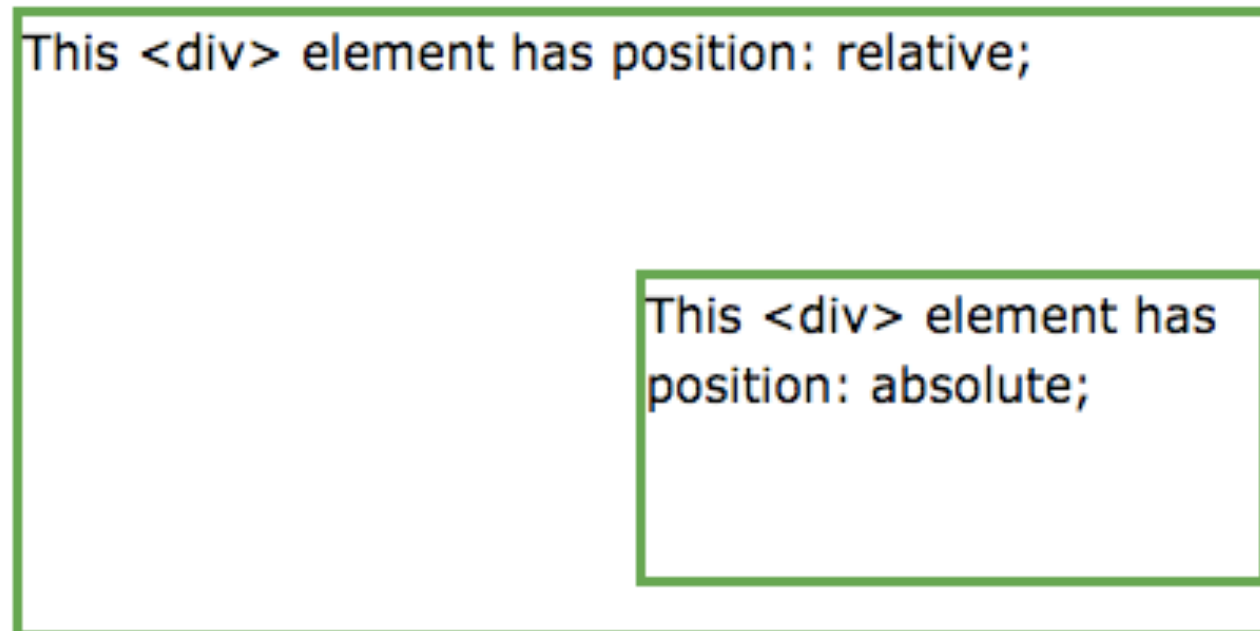 This <div> element has position: relative;
This <div> element has
position: absolute;